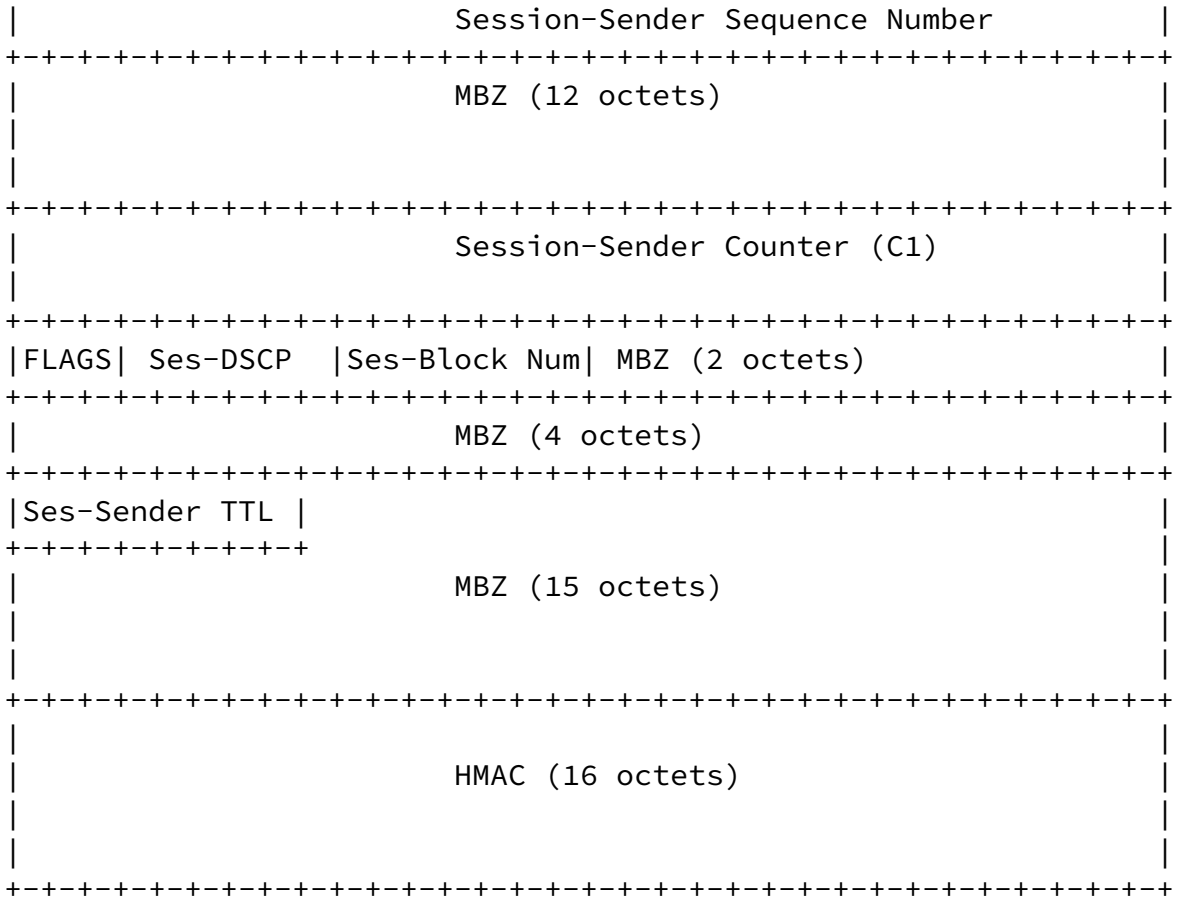 |                         Session-Sender Sequence Number         |
+-+-+-+-+-+-+-+-+-+-+-+-+-+-+-+-+-+-+-+-+-+-+-+-+-+-+-+-+-+-+-+-+
|                         MBZ (12 octets)                        |
|                                                                |
|                                                                |
+-+-+-+-+-+-+-+-+-+-+-+-+-+-+-+-+-+-+-+-+-+-+-+-+-+-+-+-+-+-+-+-+
|                         Session-Sender Counter (C1)            |
|                                                                |
+-+-+-+-+-+-+-+-+-+-+-+-+-+-+-+-+-+-+-+-+-+-+-+-+-+-+-+-+-+-+-+-+
|FLAGS| Ses-DSCP  |Ses-Block Num| MBZ (2 octets)                 |
+-+-+-+-+-+-+-+-+-+-+-+-+-+-+-+-+-+-+-+-+-+-+-+-+-+-+-+-+-+-+-+-+
|                         MBZ (4 octets)                         |
+-+-+-+-+-+-+-+-+-+-+-+-+-+-+-+-+-+-+-+-+-+-+-+-+-+-+-+-+-+-+-+-+
|Ses-Sender TTL |                                                |
+-+-+-+-+-+-+-+-+                                                |
|                         MBZ (15 octets)                        |
|                                                                |
|                                                                |
+-+-+-+-+-+-+-+-+-+-+-+-+-+-+-+-+-+-+-+-+-+-+-+-+-+-+-+-+-+-+-+-+
|                                                                |
|                         HMAC (16 octets)                       |
|                                                                |
|                                                                |
+-+-+-+-+-+-+-+-+-+-+-+-+-+-+-+-+-+-+-+-+-+-+-+-+-+-+-+-+-+-+-+-+